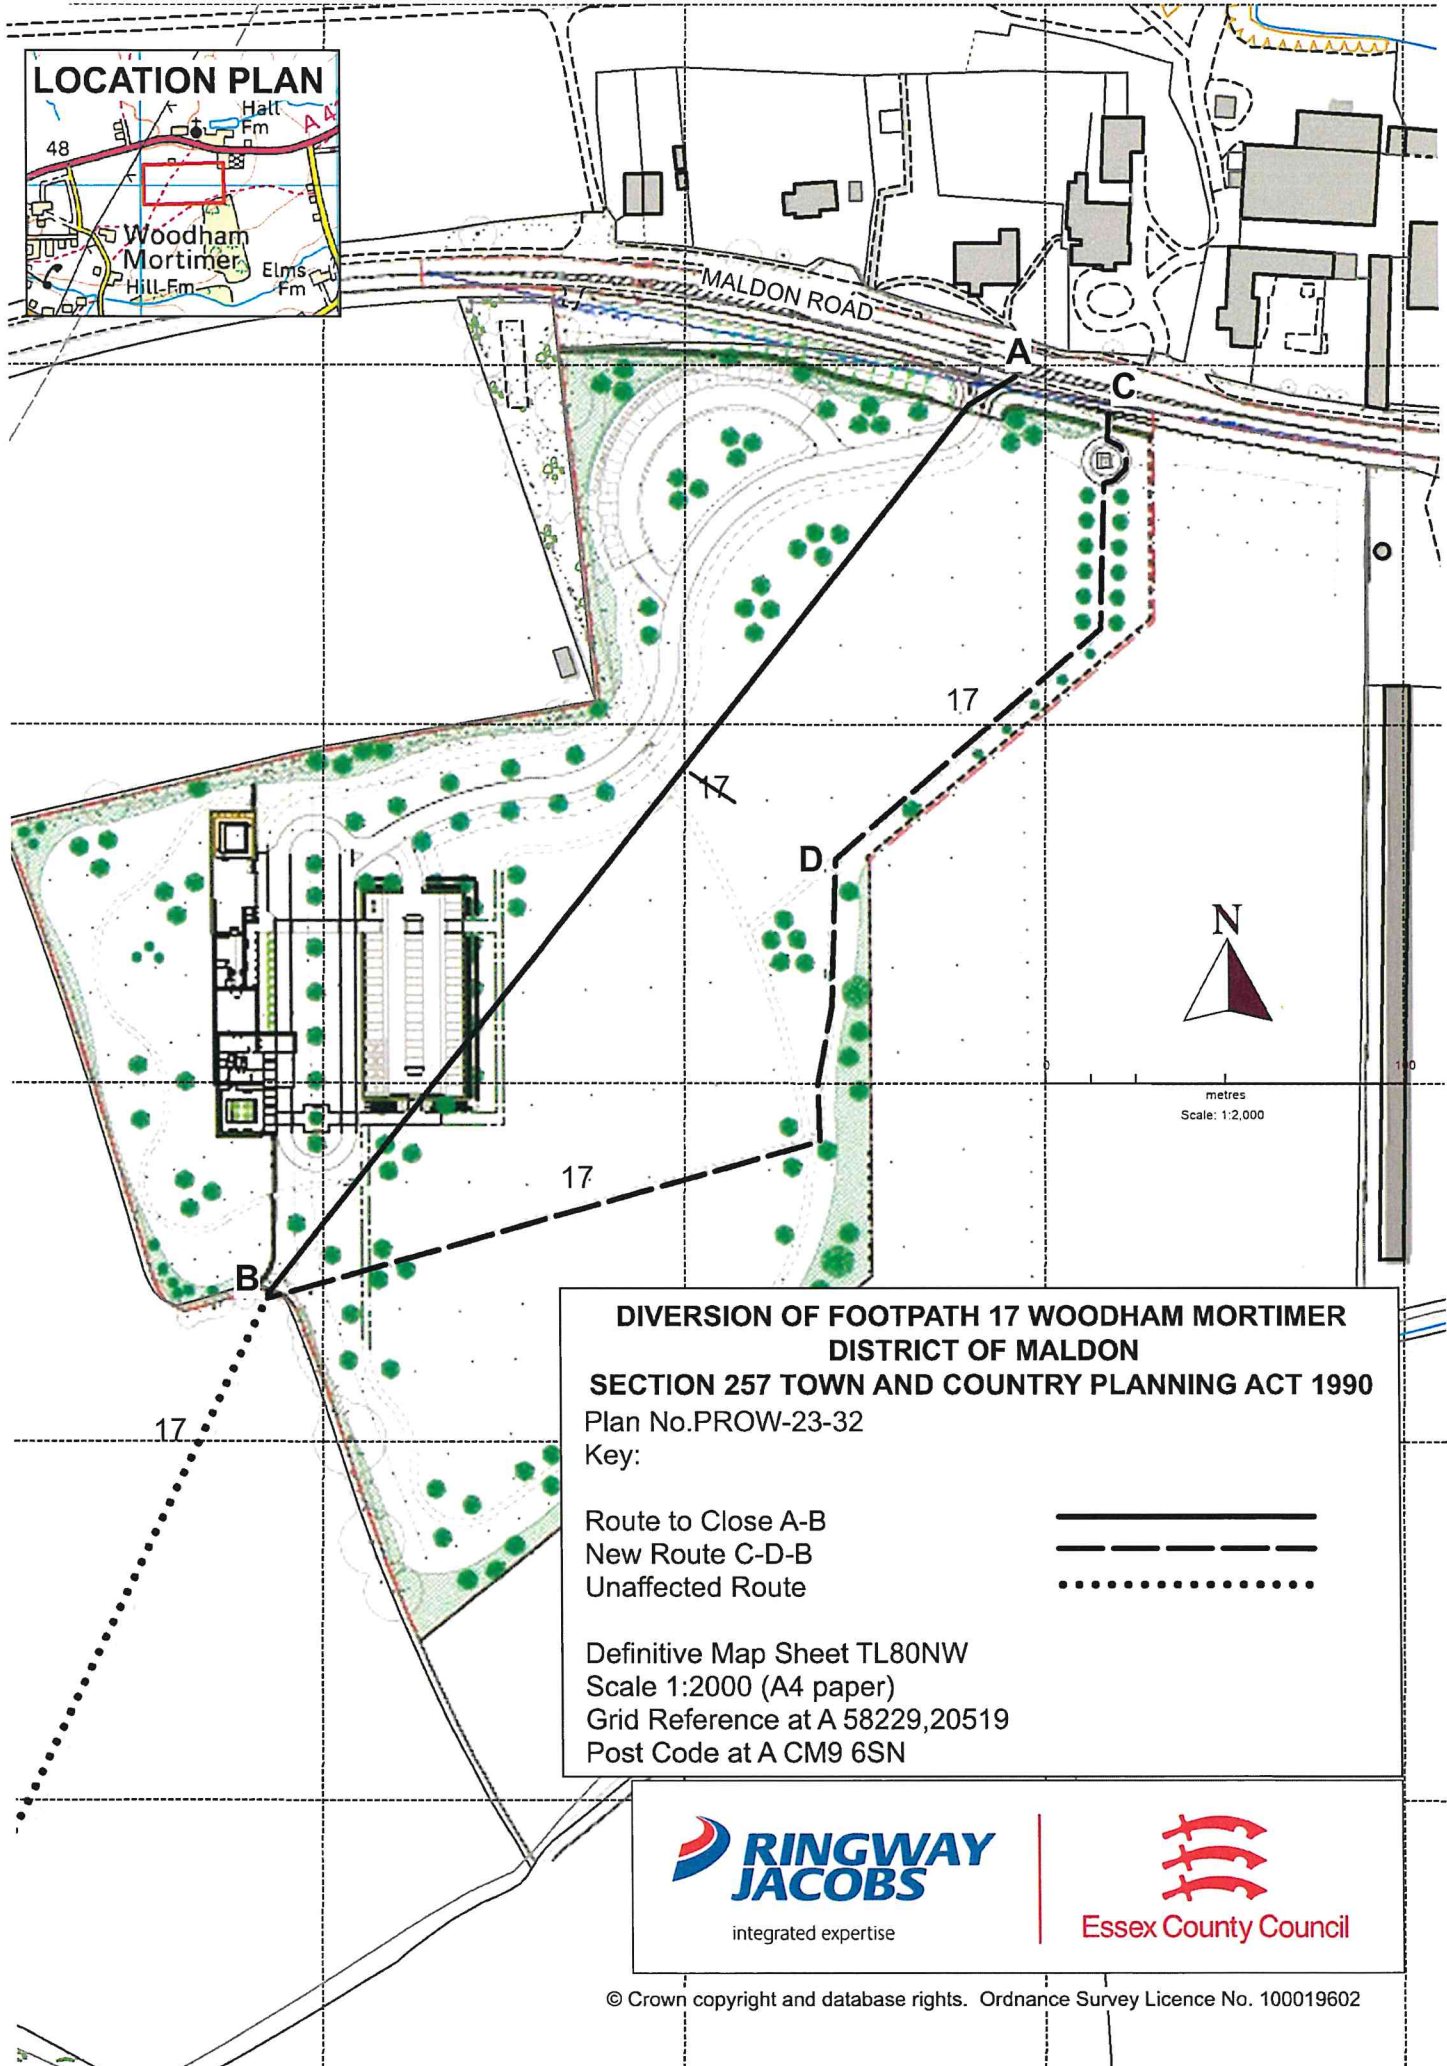 LOCATION PLAN
Hall
Fm
A 4
48
Woodham
Mortimer
Hill-Fm
Elms
Fm
MALDON ROAD
A
C
17
17
D
N
0
100
metres
Scale: 1:2,000
17
B
17
DIVERSION OF FOOTPATH 17 WOODHAM MORTIMER
DISTRICT OF MALDON
SECTION 257 TOWN AND COUNTRY PLANNING ACT 1990
Plan No.PROW-23-32
Key:
Route to Close A-B
New Route C-D-B
Unaffected Route
Definitive Map Sheet TL80NW
Scale 1:2000 (A4 paper)
Grid Reference at A 58229,20519
Post Code at A CM9 6SN
RINGWAY
JACOBS
integrated expertise
Essex County Council
© Crown copyright and database rights. Ordnance Survey Licence No. 100019602